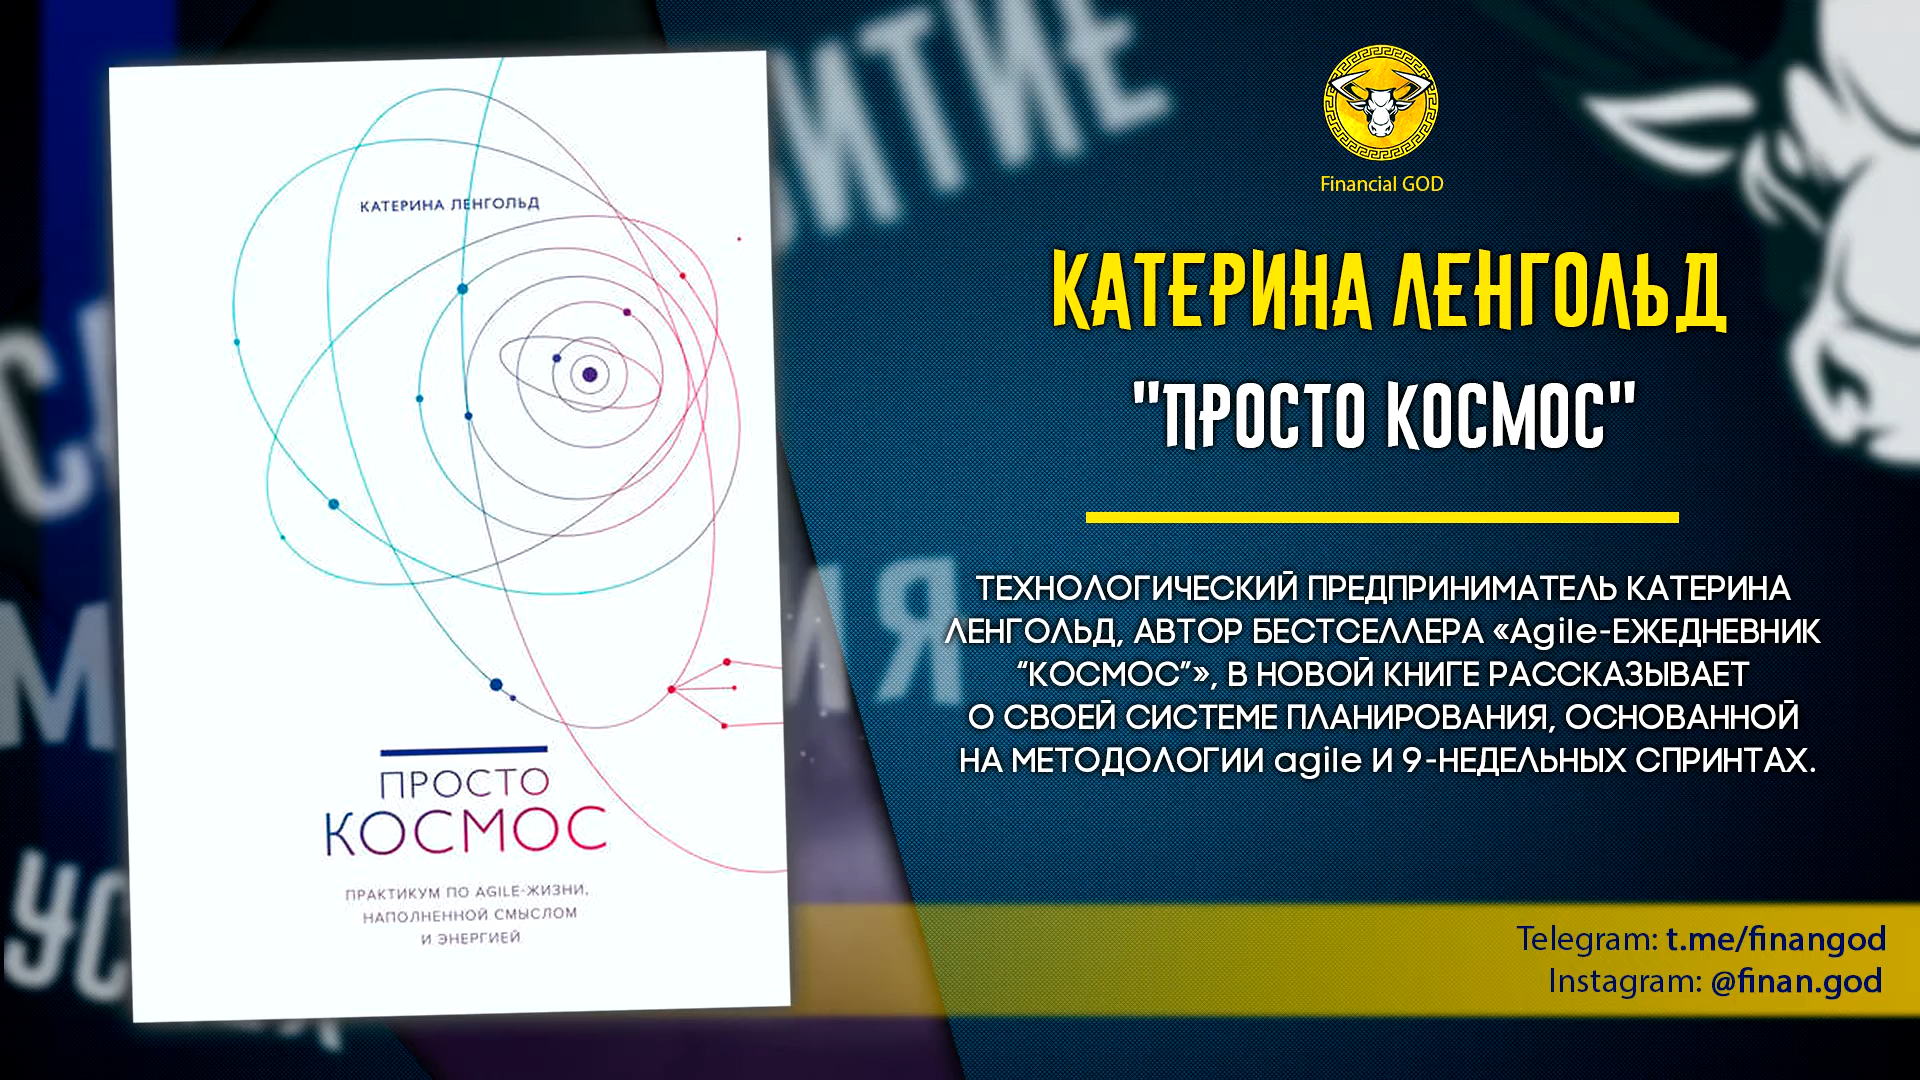 КАТЕРИНА ЛЕНГОЛЬД
ПРОСТО
КОСМОС
ПРАКТИКУМ ПО AGILE-ЖИЗНИ,
НАПОЛНЕННОЙ СМЫСЛОМ
И ЭНЕРГИЕЙ
Financial GOD
КАТЕРИНА ЛЕНГОЛЬД
"ПРОСТО КОСМОС"
ТЕХНОЛОГИЧЕСКИЙ ПРЕДПРИНИМАТЕЛЬ КАТЕРИНА
ЛЕНГОЛЬД, АВТОР БЕСТСЕЛЛЕРА «Agile-ЕЖЕДНЕВНИК
“КОСМОС”», В НОВОЙ КНИГЕ РАССКАЗЫВАЕТ
О СВОЕЙ СИСТЕМЕ ПЛАНИРОВАНИЯ, ОСНОВАННОЙ
НА МЕТОДОЛОГИИ agile И 9-НЕДЕЛЬНЫХ СПРИНТАХ.
Telegram: t.me/finangod
Instagram: @finan.god